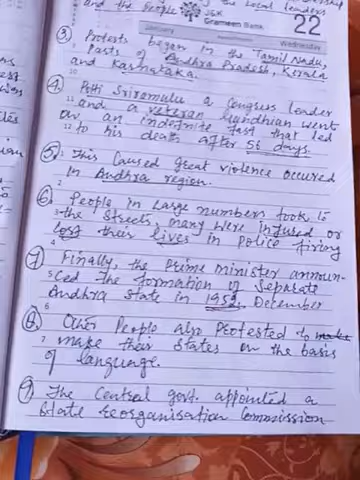 and the People
the Local leaders
JGK
Grameen Bank
22
January
Wednesday
③ Protests began in the Tamil Nadu,
Parts of Andhra Pradesh, Kerala
and Karnataka.
④ Potti Sriramulu a Congress leader
and a veteran Gandhian went
on an indefinite fast that led
to his death after 56 days.
⑤ This Caused great violence occured
in Andhra region.
⑥ People in Large numbers took to
the streets, many were injused or
lost their lives in police firing
⑦ Finally, the Prime minister announ-
ced the formation of Separate
Andhra State in 1952. December
⑧ Other People also Protested to make
make their States on the basis
of language.
⑨ The Central govt. appointed a
State reorganisation Commission